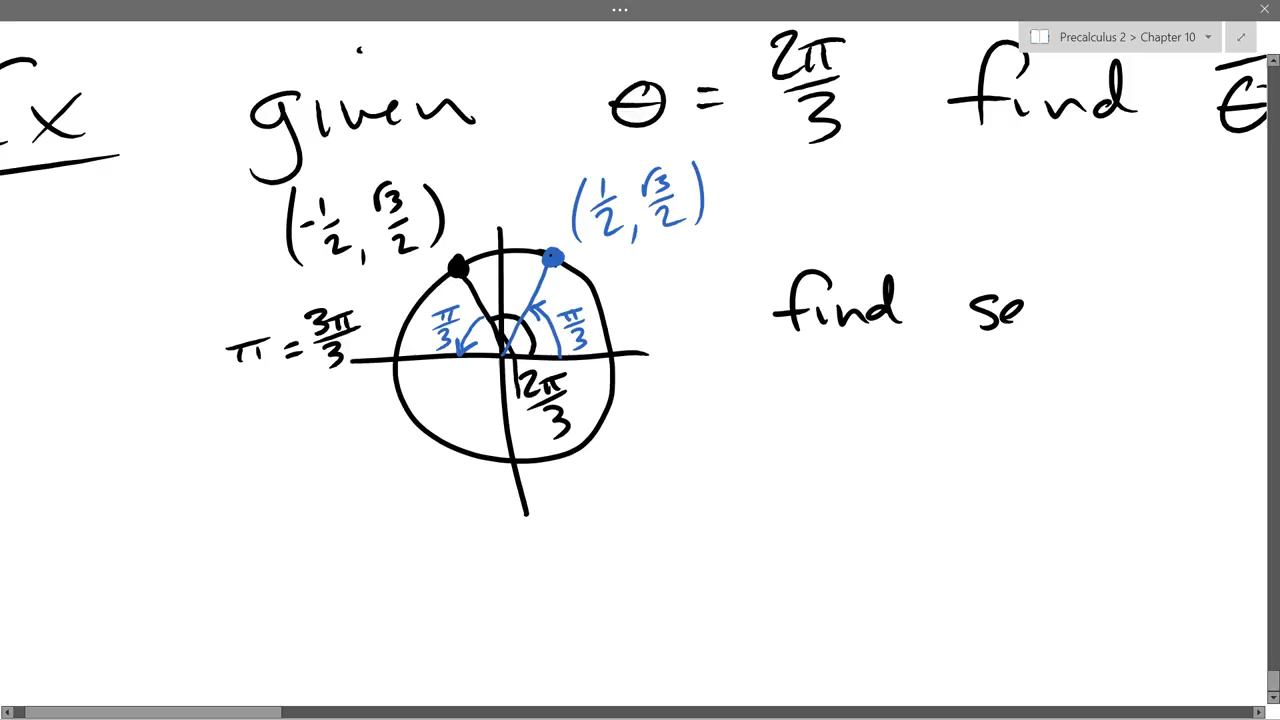 Precalculus 2 > Chapter 10
Ex given θ = 2π/3 find θ̅
(-1/2, √3/2) (1/2, √3/2)
find se
π = 3π/3 π/3 π/3
2π/3